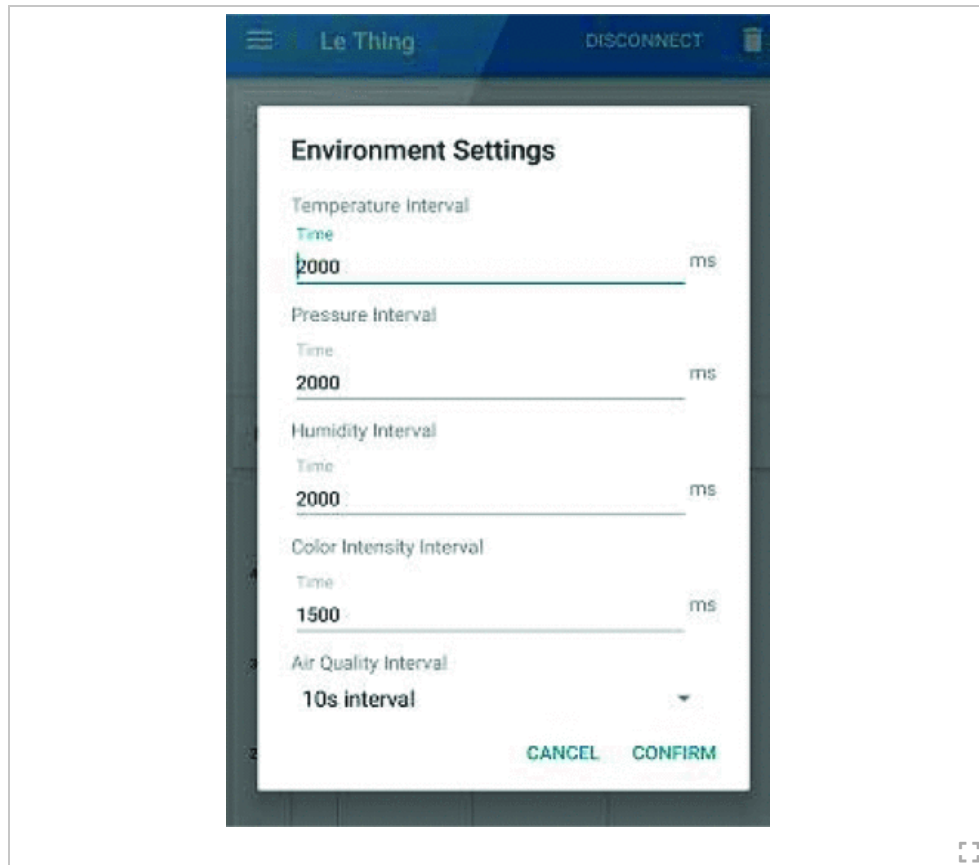 Le Thing
DISCONNECT
Environment Settings
Temperature Interval
Time
2000
ms
Pressure Interval
Time
2000
ms
Humidity Interval
Time
2000
ms
Color Intensity Interval
Time
1500
ms
Air Quality Interval
10s interval
CANCEL CONFIRM